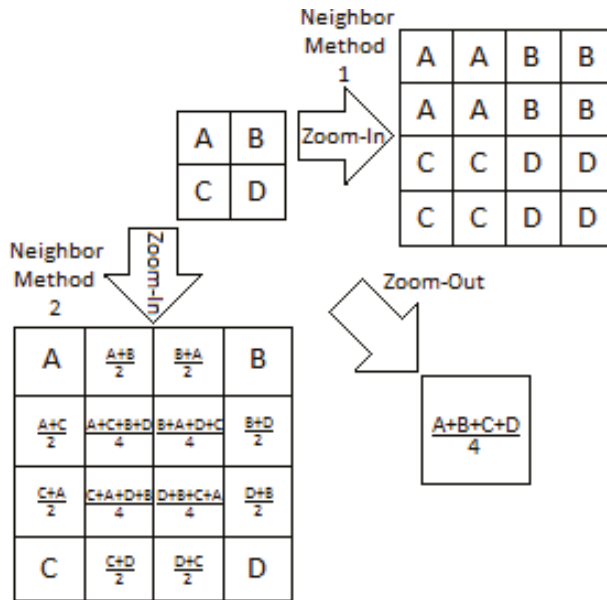 Neighbor
Method
1
A A B B
A A B B
C C D D
C C D D
Zoom-In
A B
C D
Zoom-In
Neighbor
Method
2
A A+B/2 B+A/2 B
A+C/2 A+C+B+D/4 B+A+D+C/4 B+D/2
C+A/2 C+A+D+B/4 D+B+C+A/4 D+B/2
C C+D/2 D+C/2 D
Zoom-Out
A+B+C+D/4